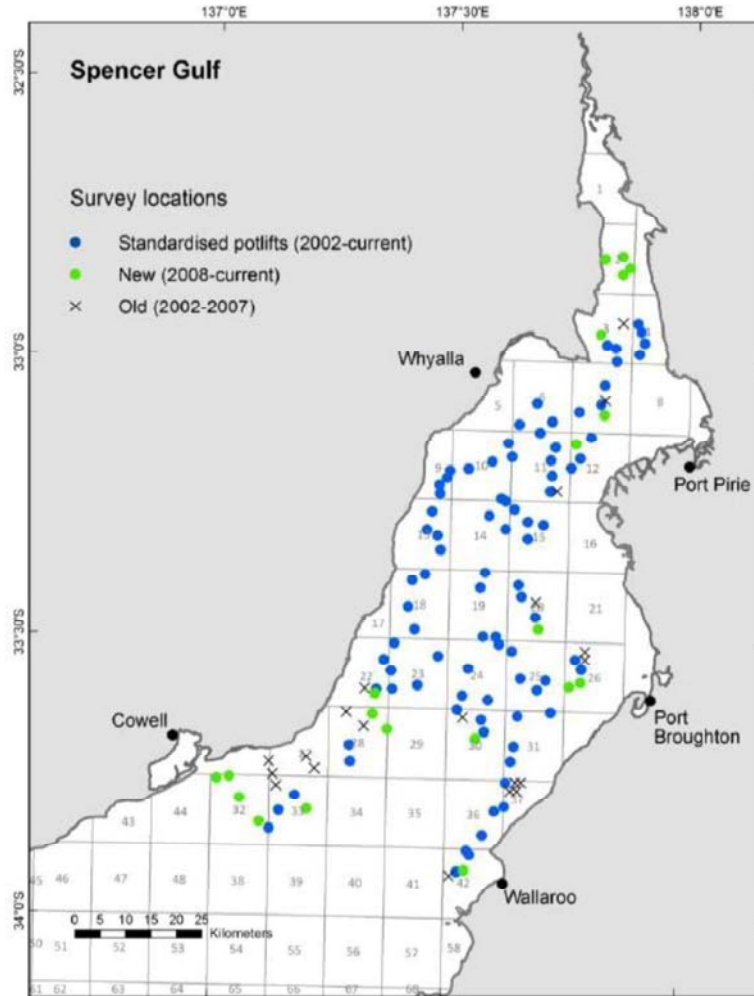 137°0'E 137°30'E 138°0'E
32°30'S
Spencer Gulf
Survey locations
Standardised potlifts (2002-current)
New (2008-current)
Old (2002-2007)
1
2
3
33°0'S
Whyalla
5 6 8
9 10 11 12
Port Pirie
14 15 16
17 18 19 21
33°30'S
22 23 24 25 26
Cowell
Port
Broughton
28 29 30 31
43 44 32 33 34 35 36 37
45 46 47 48 38 39 40 41 42
Wallaroo
34°0'S
0 5 10 15 20 25
Kilometers
50 51 52 53 54 55 56 57 58
61 62 63 64 65 66 67 68